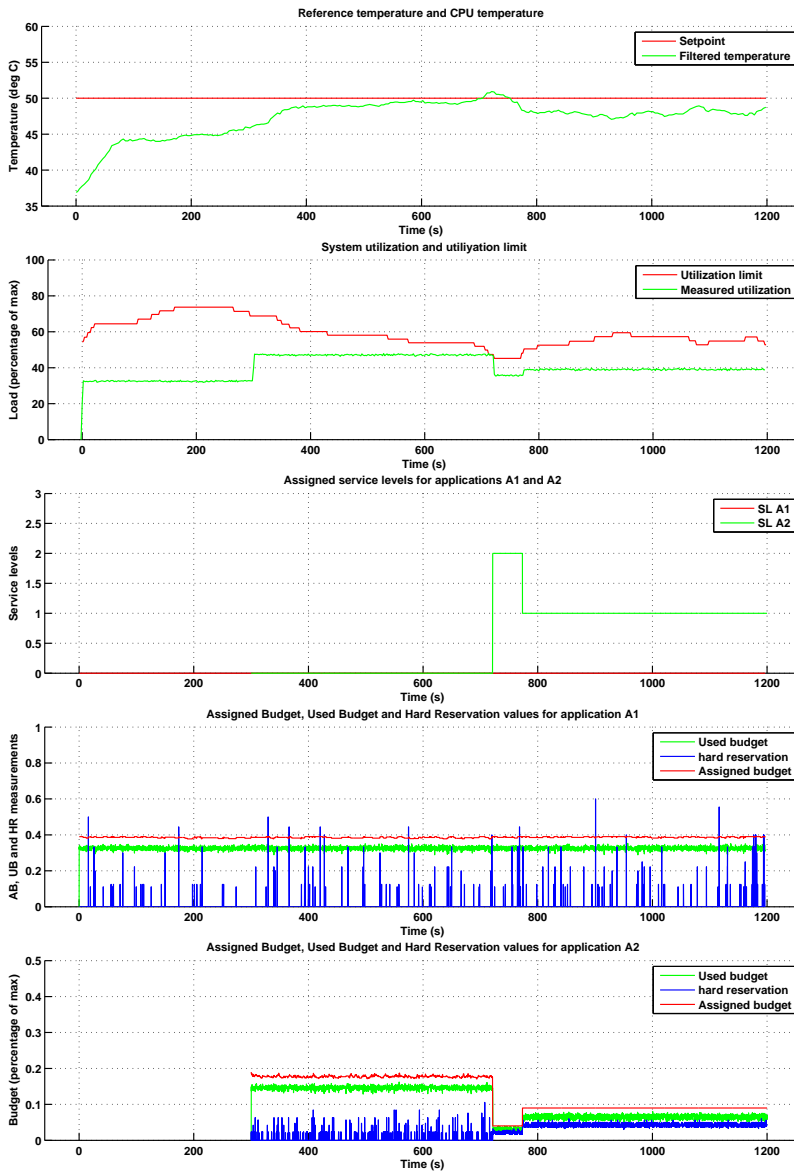 Reference temperature and CPU temperature
60
55
50
45
40
35
Temperature (deg C)
Setpoint
Filtered temperature
0 200 400 600 800 1000 1200
Time (s)
System utilization and utiliyation limit
100
80
60
40
20
0
Load (percentage of max)
Utilization limit
Measured utilization
0 200 400 600 800 1000 1200
Time (s)
Assigned service levels for applications A1 and A2
3
2.5
2
1.5
1
0.5
0
Service levels
SL A1
SL A2
0 200 400 600 800 1000 1200
Time (s)
Assigned Budget, Used Budget and Hard Reservation values for application A1
1
0.8
0.6
0.4
0.2
0
AB, UB and HR measurements
Used budget
hard reservation
Assigned budget
0 200 400 600 800 1000 1200
Time (s)
Assigned Budget, Used Budget and Hard Reservation values for application A2
0.5
0.4
0.3
0.2
0.1
0
Budget (percentage of max)
Used budget
hard reservation
Assigned budget
0 200 400 600 800 1000 1200
Time (s)